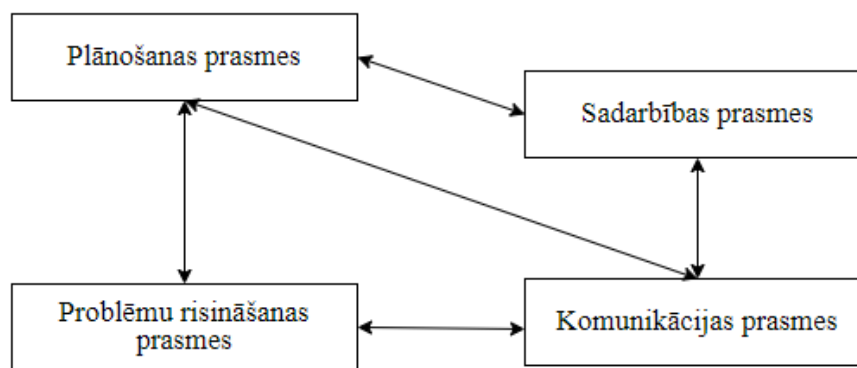 Plānošanas prasmes
Sadarbības prasmes
Problēmu risināšanas
prasmes
Komunikācijas prasmes